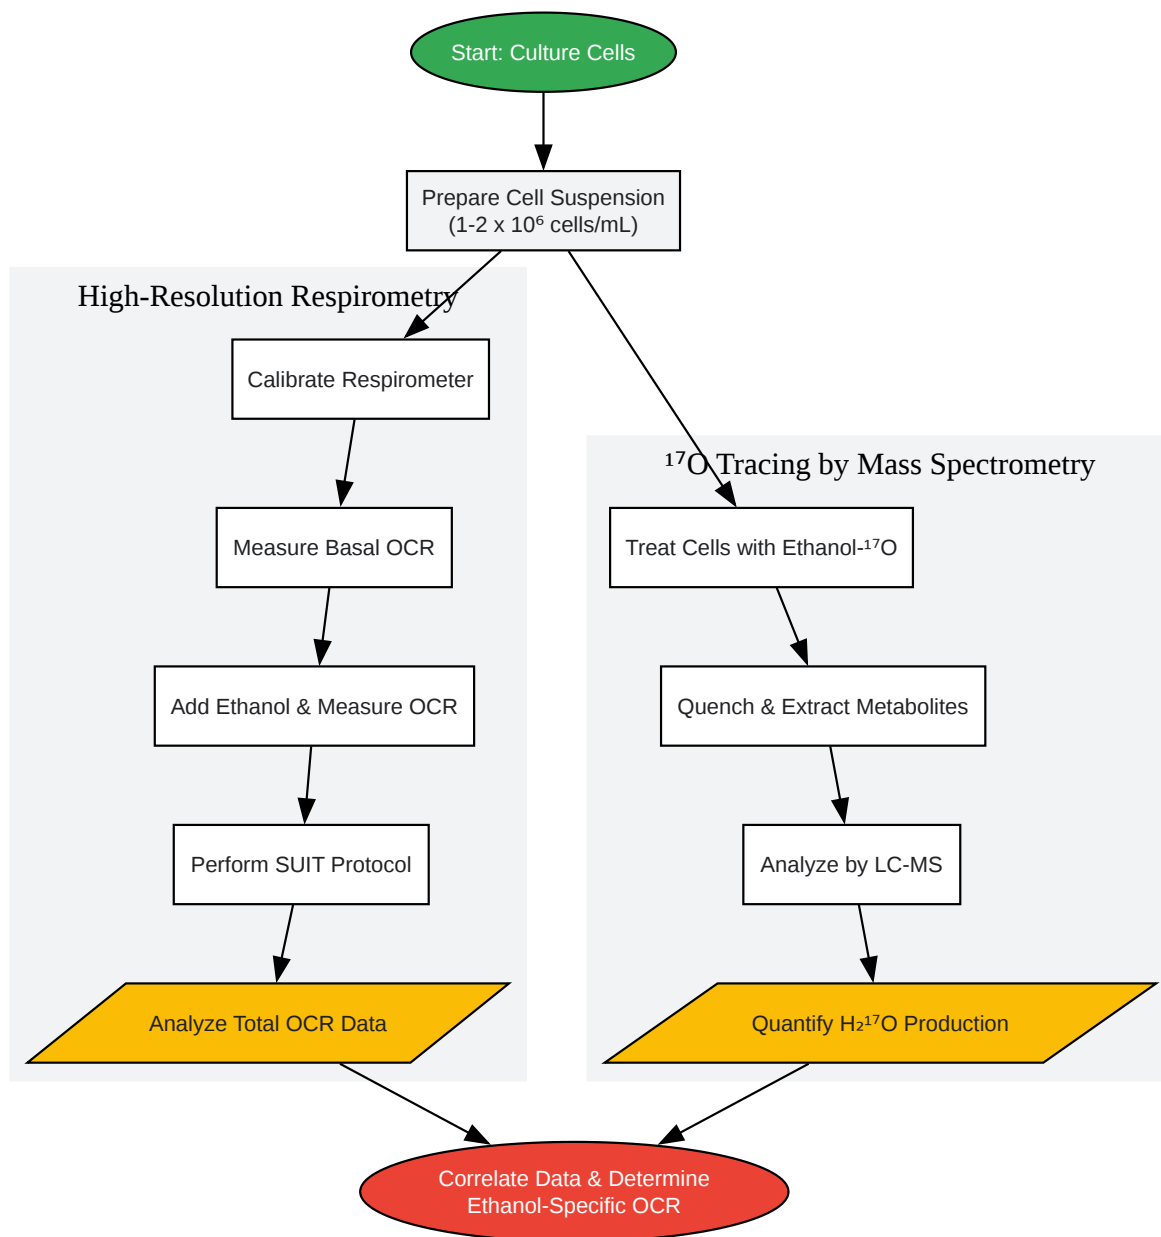 Start: Culture Cells
Prepare Cell Suspension
(1-2 x 10⁶ cells/mL)
High-Resolution Respirometry
Calibrate Respirometer
Measure Basal OCR
Add Ethanol & Measure OCR
Perform SUIT Protocol
Analyze Total OCR Data
¹⁷O Tracing by Mass Spectrometry
Treat Cells with Ethanol-¹⁷O
Quench & Extract Metabolites
Analyze by LC-MS
Quantify H₂¹⁷O Production
Correlate Data & Determine
Ethanol-Specific OCR